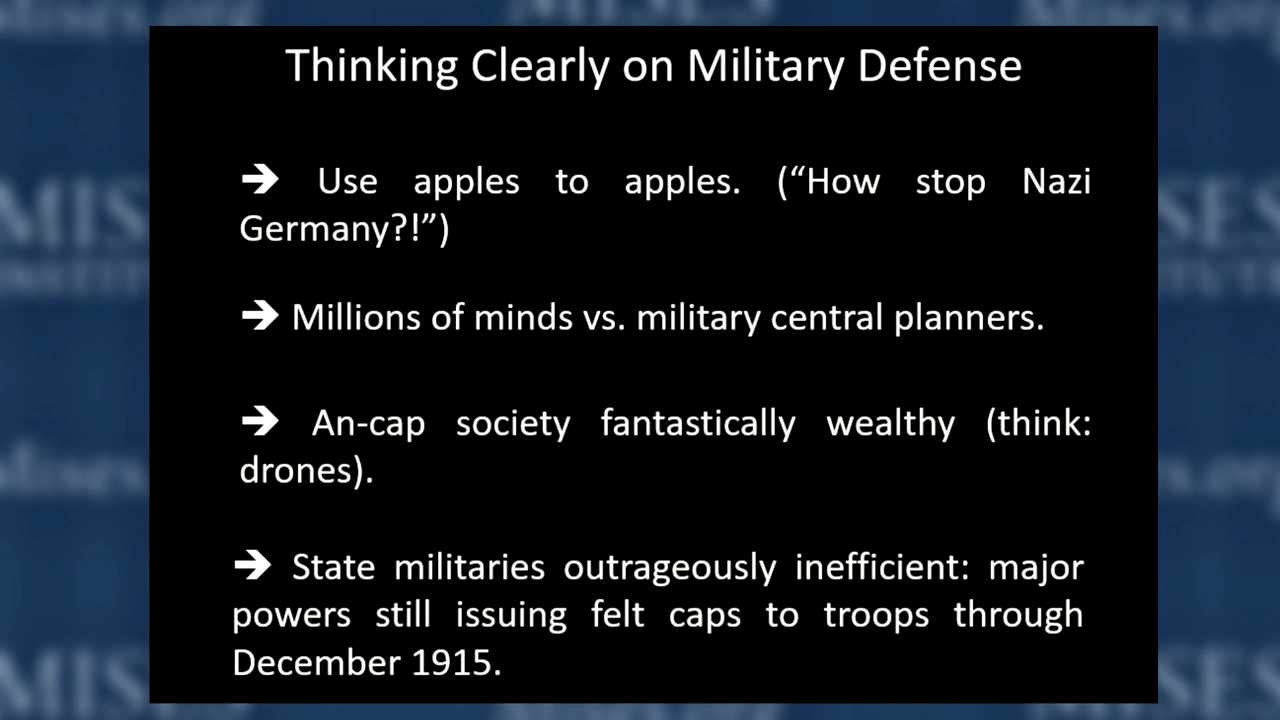 Thinking Clearly on Military Defense
➔ Use apples to apples. (“How stop Nazi
Germany?!”)
➔ Millions of minds vs. military central planners.
➔ An-cap society fantastically wealthy (think:
drones).
➔ State militaries outrageously inefficient: major
powers still issuing felt caps to troops through
December 1915.